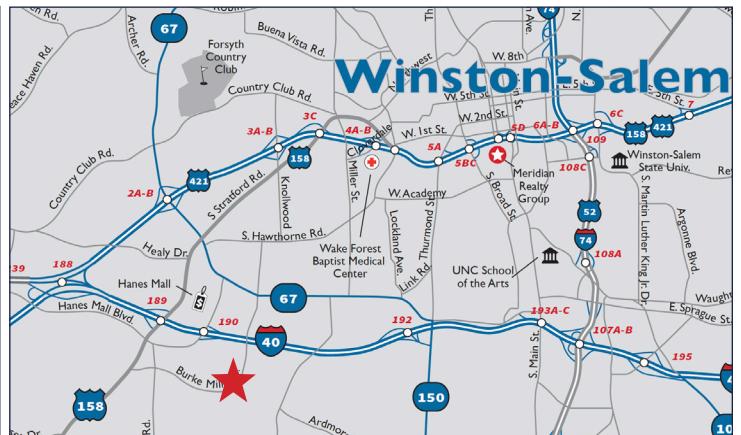 67
Archer Rd.
Buena Vista Rd.
Forsyth
Country
Club
74
W. 8th
Winston-Salem
Country Club Rd.
W. 5th St.
5th St.
7
W. 2nd St.
W. 1st St.
3C
3A-B
4A-B
5A
5BC
5D
6A-B
6C
109
158
421
158
Cloverdale
Miller St.
Meridian
Realty
Group
108C
Winston-Salem
State Univ.
Country Club Rd.
2A-B
421
S Stratford Rd.
Knollwood
W. Academy
S. Broad St.
52
74
S Martin Luther King Jr. Dr.
Argonne Blvd.
S. Hawthorne Rd.
Lockland Ave.
Thurmond St.
Link Rd.
Wake Forest
Baptist Medical
Center
UNC School
of the Arts
108A
Healy Dr.
188
Hanes Mall
67
Hanes Mall Blvd.
189
190
40
192
193A-C
107A-B
E. Sprague St.
195
S. Main St.
158
150